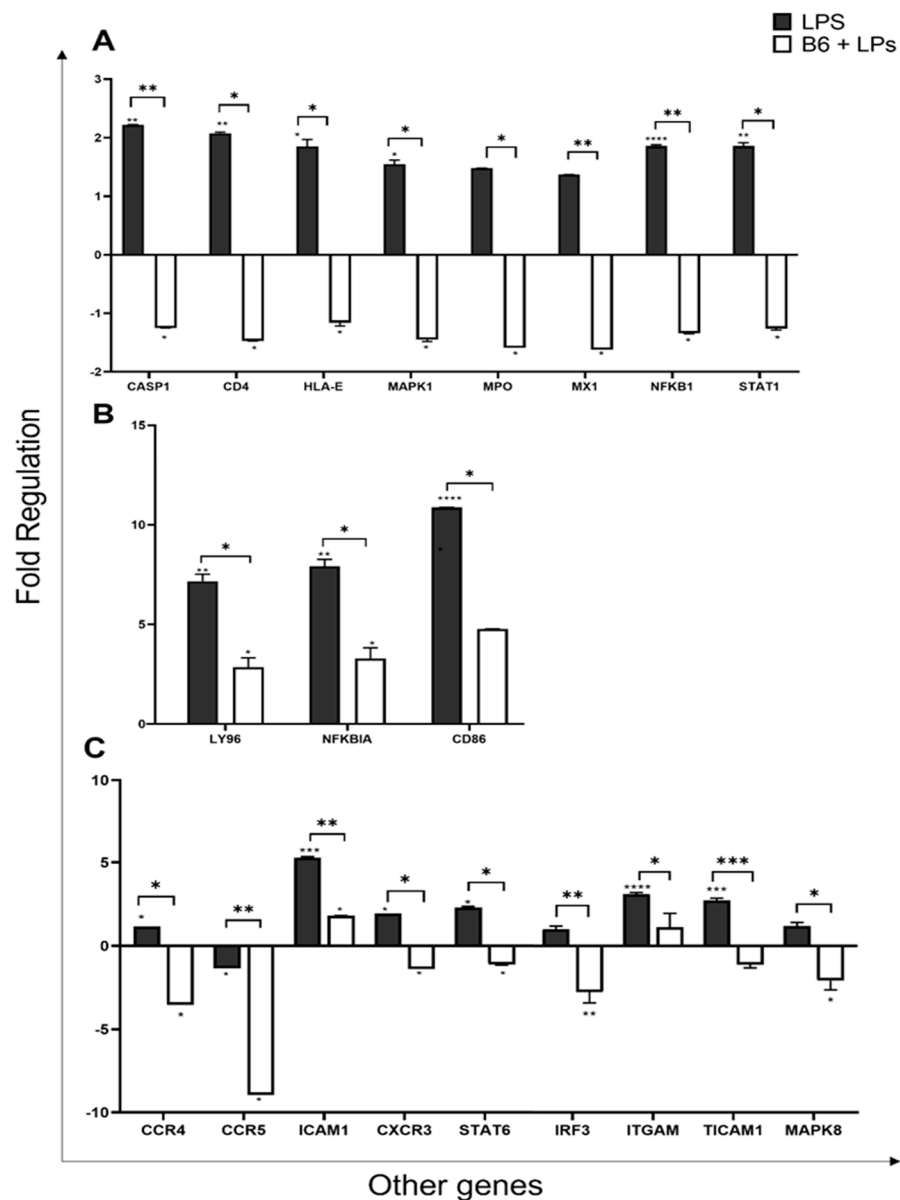 LPS
B6 + LPs
A
3
2
1
0
-1
-2
** * * * * ** ** *
** ** * * **** **
* * * * * * * *
CASP1 CD4 HLA-E MAPK1 MPO MX1 NFKB1 STAT1
B
15
10
5
0
* * *
** ** ****
* *
LY96 NFKBIA CD86
C
10
5
0
-5
-10
* ** ** * * ** * *** *
* * *** * * **** ***
* * * * * ** *
CCR4 CCR5 ICAM1 CXCR3 STAT6 IRF3 ITGAM TICAM1 MAPK8
Fold Regulation
Other genes